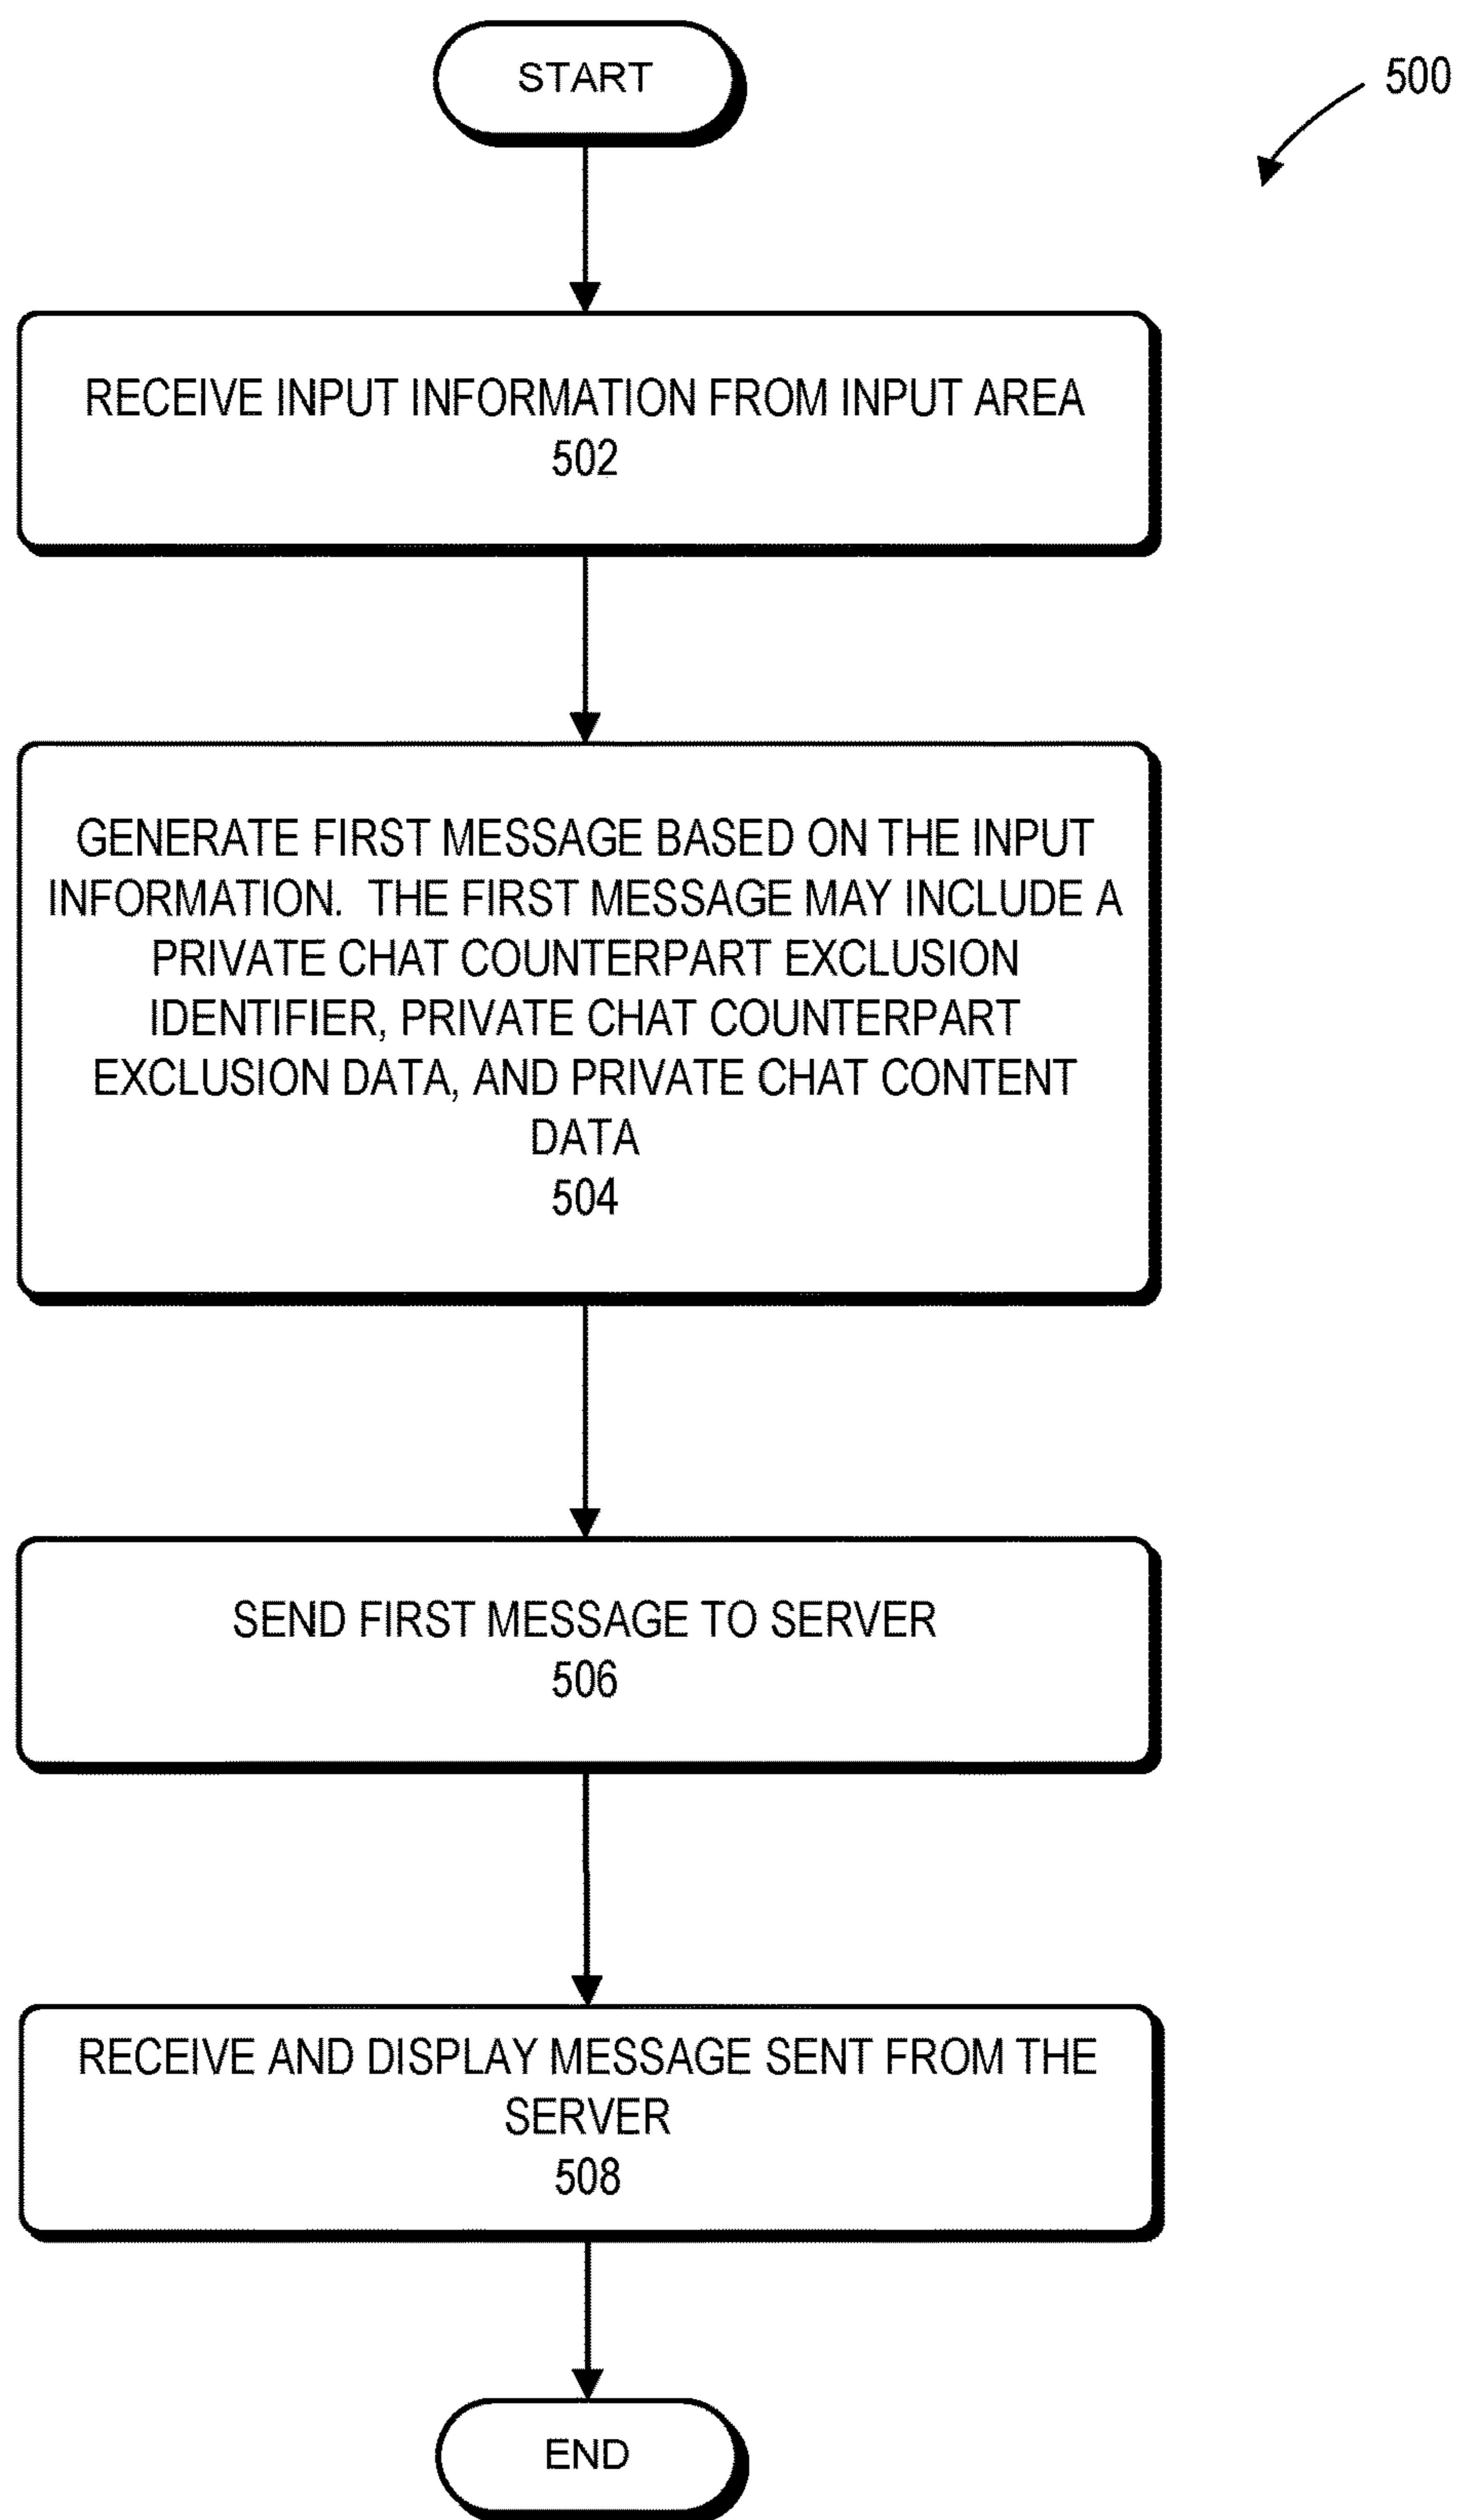 START
500
RECEIVE INPUT INFORMATION FROM INPUT AREA
502
GENERATE FIRST MESSAGE BASED ON THE INPUT
INFORMATION. THE FIRST MESSAGE MAY INCLUDE A
PRIVATE CHAT COUNTERPART EXCLUSION
IDENTIFIER, PRIVATE CHAT COUNTERPART
EXCLUSION DATA, AND PRIVATE CHAT CONTENT
DATA
504
SEND FIRST MESSAGE TO SERVER
506
RECEIVE AND DISPLAY MESSAGE SENT FROM THE
SERVER
508
END